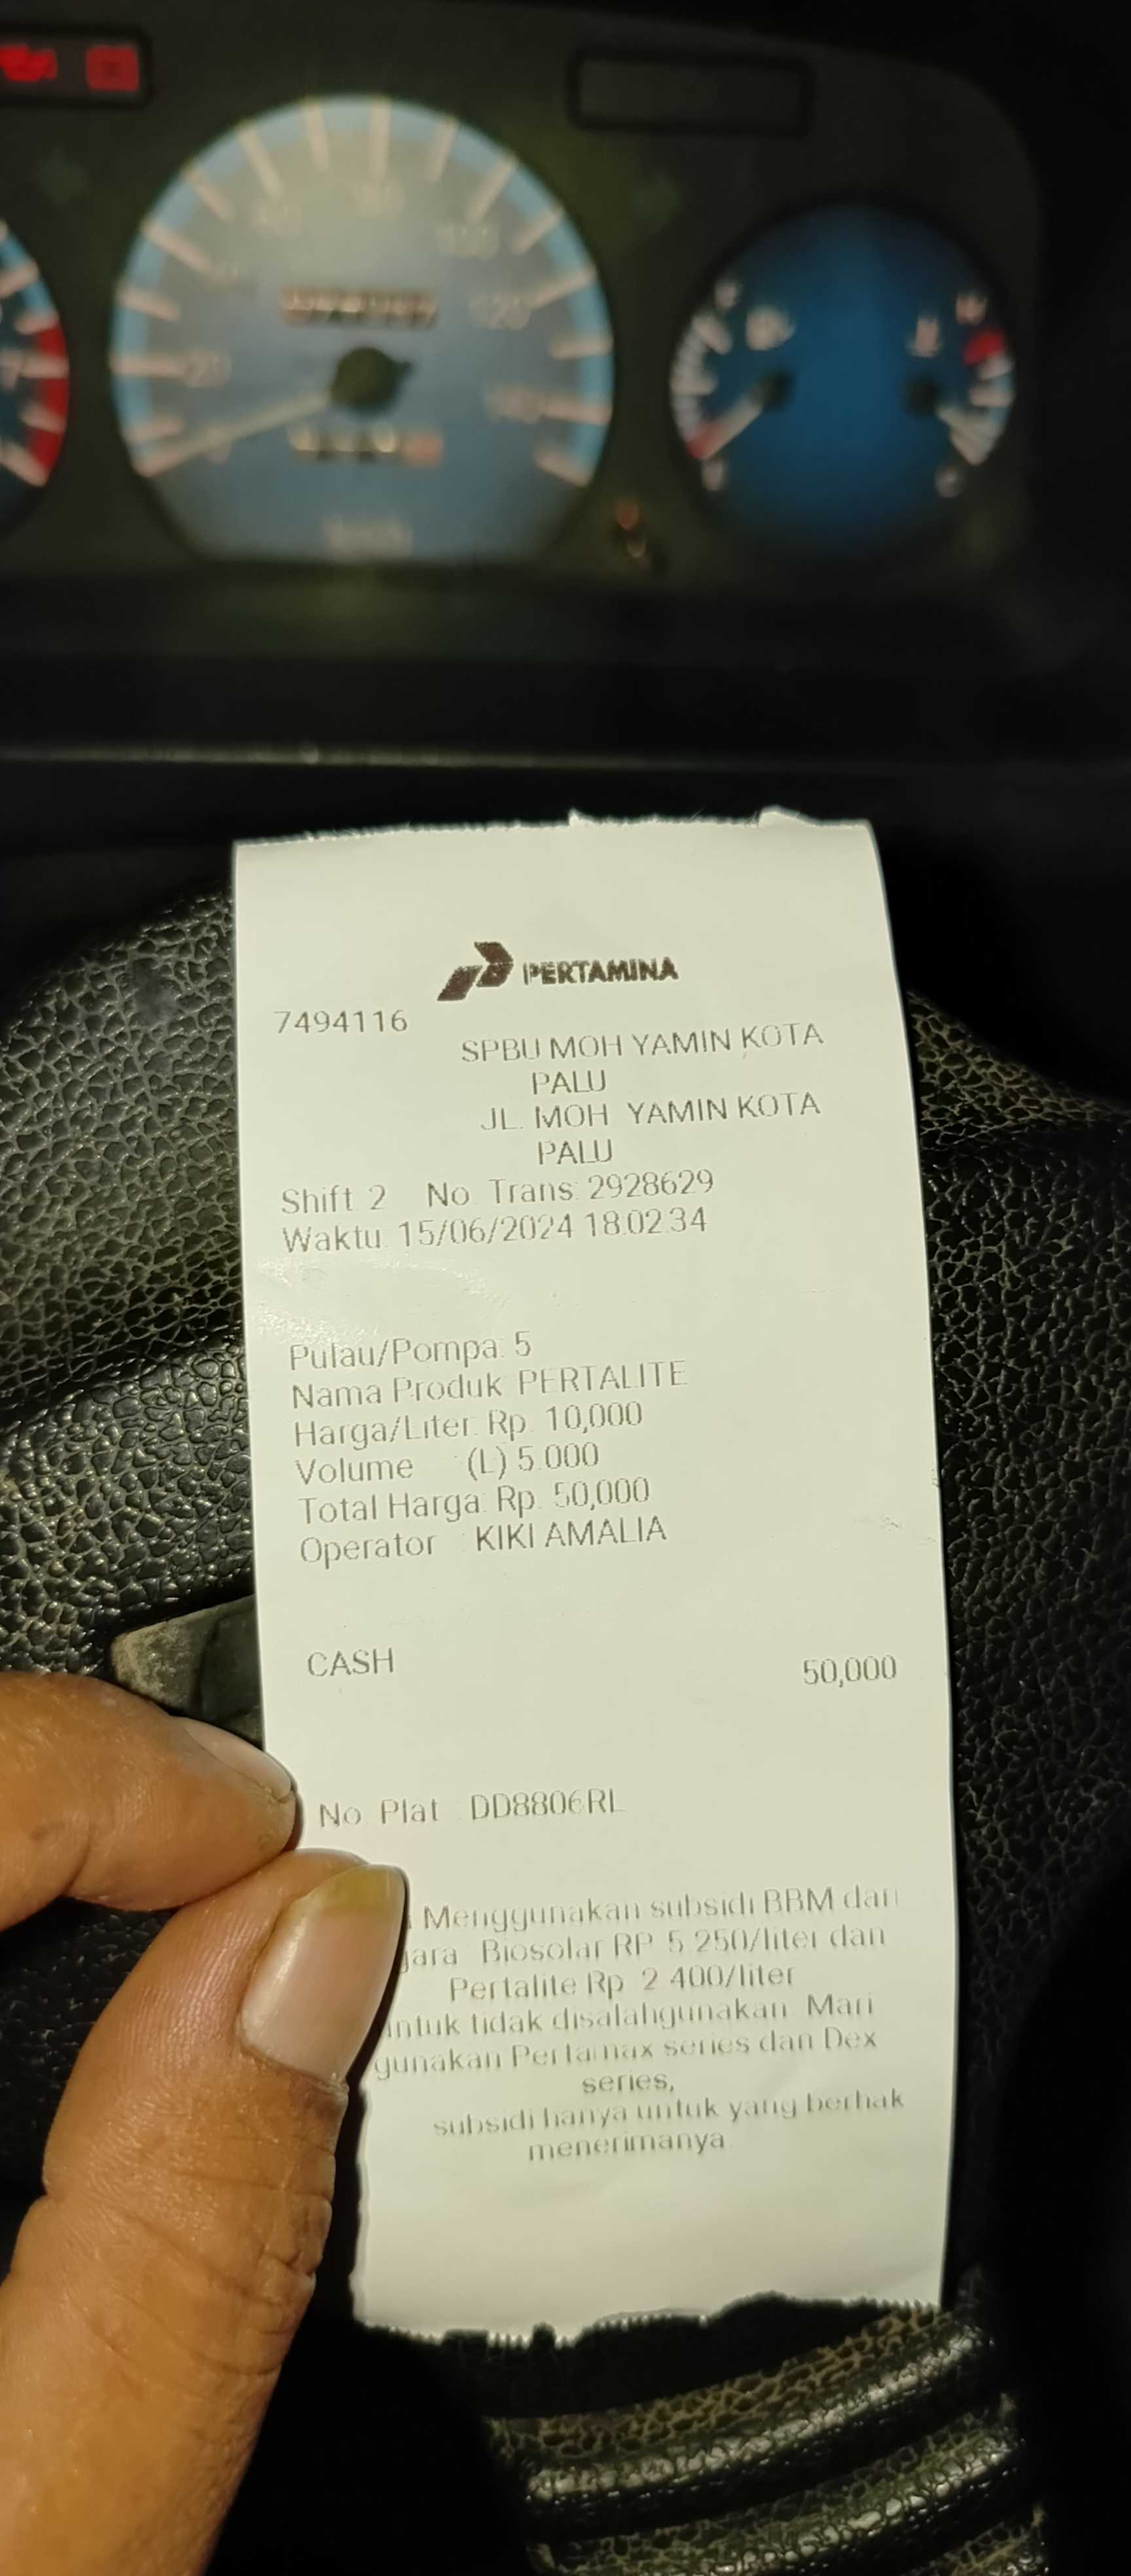 PERTAMINA
7494116
SPBU MOH YAMIN KOTA
PALU
JL. MOH YAMIN KOTA
PALU
Shift: 2 No. Trans: 2928629
Waktu: 15/06/2024 18:02:34
Pulau/Pompa: 5
Nama Produk: PERTALITE
Harga/Liter: Rp. 10,000
Volume : (L) 5.000
Total Harga: Rp. 50,000
Operator : KIKI AMALIA
CASH 50,000
No. Plat : DD8806RL
Menggunakan subsidi BBM dari
gara : Biosolar RP. 5.250/liter dan
Pertalite Rp. 2.400/liter
untuk tidak disalahgunakan. Mari
gunakan Pertamax series dan Dex
series,
subsidi hanya untuk yang berhak
menerimanya.